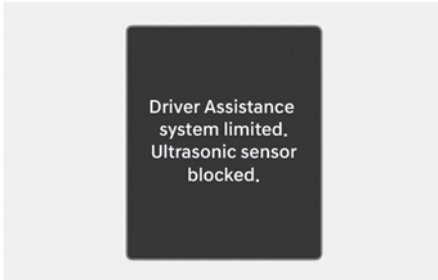 Driver Assistance
system limited.
Ultrasonic sensor
blocked.